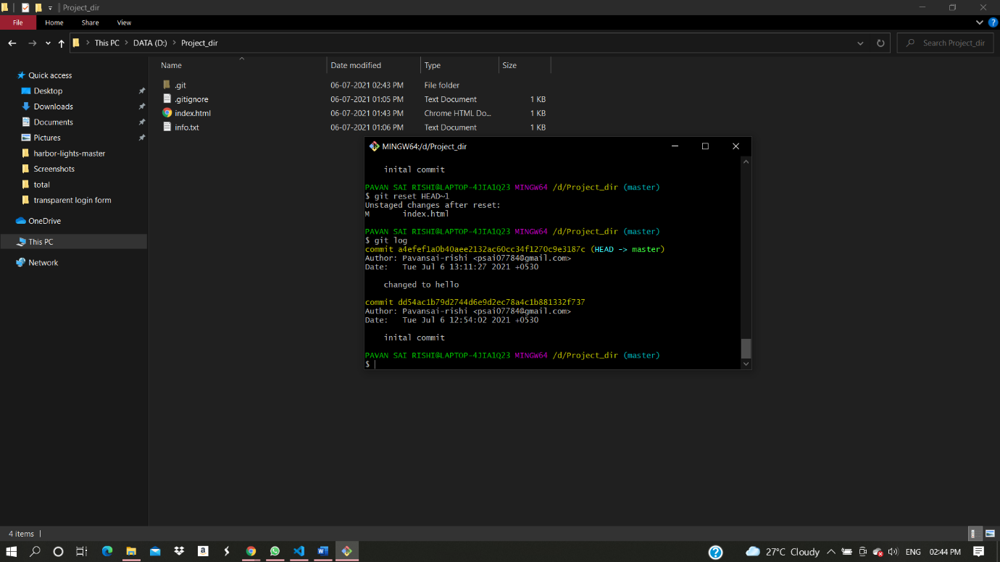 Project_dir
File Home Share View
This PC DATA (D:) Project_dir
Search Project_dir
Name Date modified Type Size
Quick access
Desktop
Downloads
Documents
Pictures
harbor-lights-master
Screenshots
total
transparent login form
OneDrive
This PC
Network
.git 06-07-2021 02:43 PM File folder
.gitignore 06-07-2021 01:05 PM Text Document 1 KB
index.html 06-07-2021 01:43 PM Chrome HTML Do... 1 KB
info.txt 06-07-2021 01:06 PM Text Document 1 KB
MINGW64:/d/Project_dir
inital commit
PAVAN SAI RISHI@LAPTOP-4JIA1Q23 MINGW64 /d/Project_dir (master)
$ git reset HEAD~1
Unstaged changes after reset:
M index.html
PAVAN SAI RISHI@LAPTOP-4JIA1Q23 MINGW64 /d/Project_dir (master)
$ git log
commit a4efef1a0b40aee2132ac60cc34f1270c9e3187c (HEAD -> master)
Author: Pavansai-rishi <psai07784@gmail.com>
Date: Tue Jul 6 13:11:27 2021 +0530
changed to hello
commit dd54ac1b79d2744d6e9d2ec78a4c1b881332f737
Author: Pavansai-rishi <psai07784@gmail.com>
Date: Tue Jul 6 12:54:02 2021 +0530
inital commit
PAVAN SAI RISHI@LAPTOP-4JIA1Q23 MINGW64 /d/Project_dir (master)
$
4 items
27°C Cloudy ENG 02:44 PM